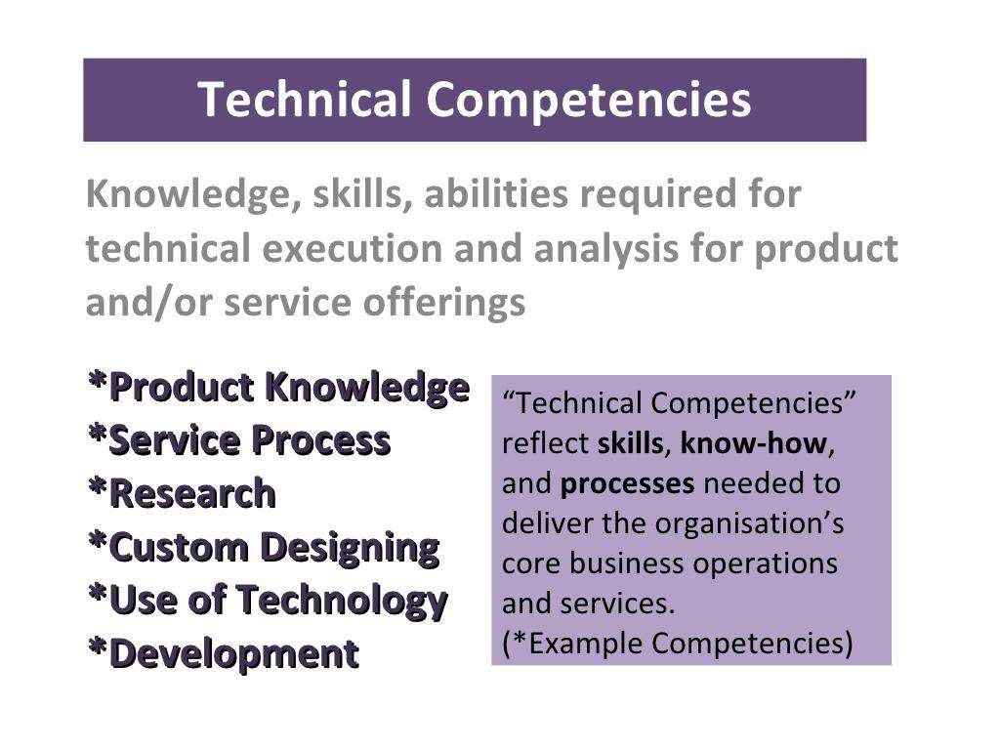 Technical Competencies
Knowledge, skills, abilities required for
technical execution and analysis for product
and/or service offerings
*Product Knowledge
*Service Process
*Research
*Custom Designing
*Use of Technology
*Development
“Technical Competencies”
reflect skills, know-how,
and processes needed to
deliver the organisation’s
core business operations
and services.
(*Example Competencies)